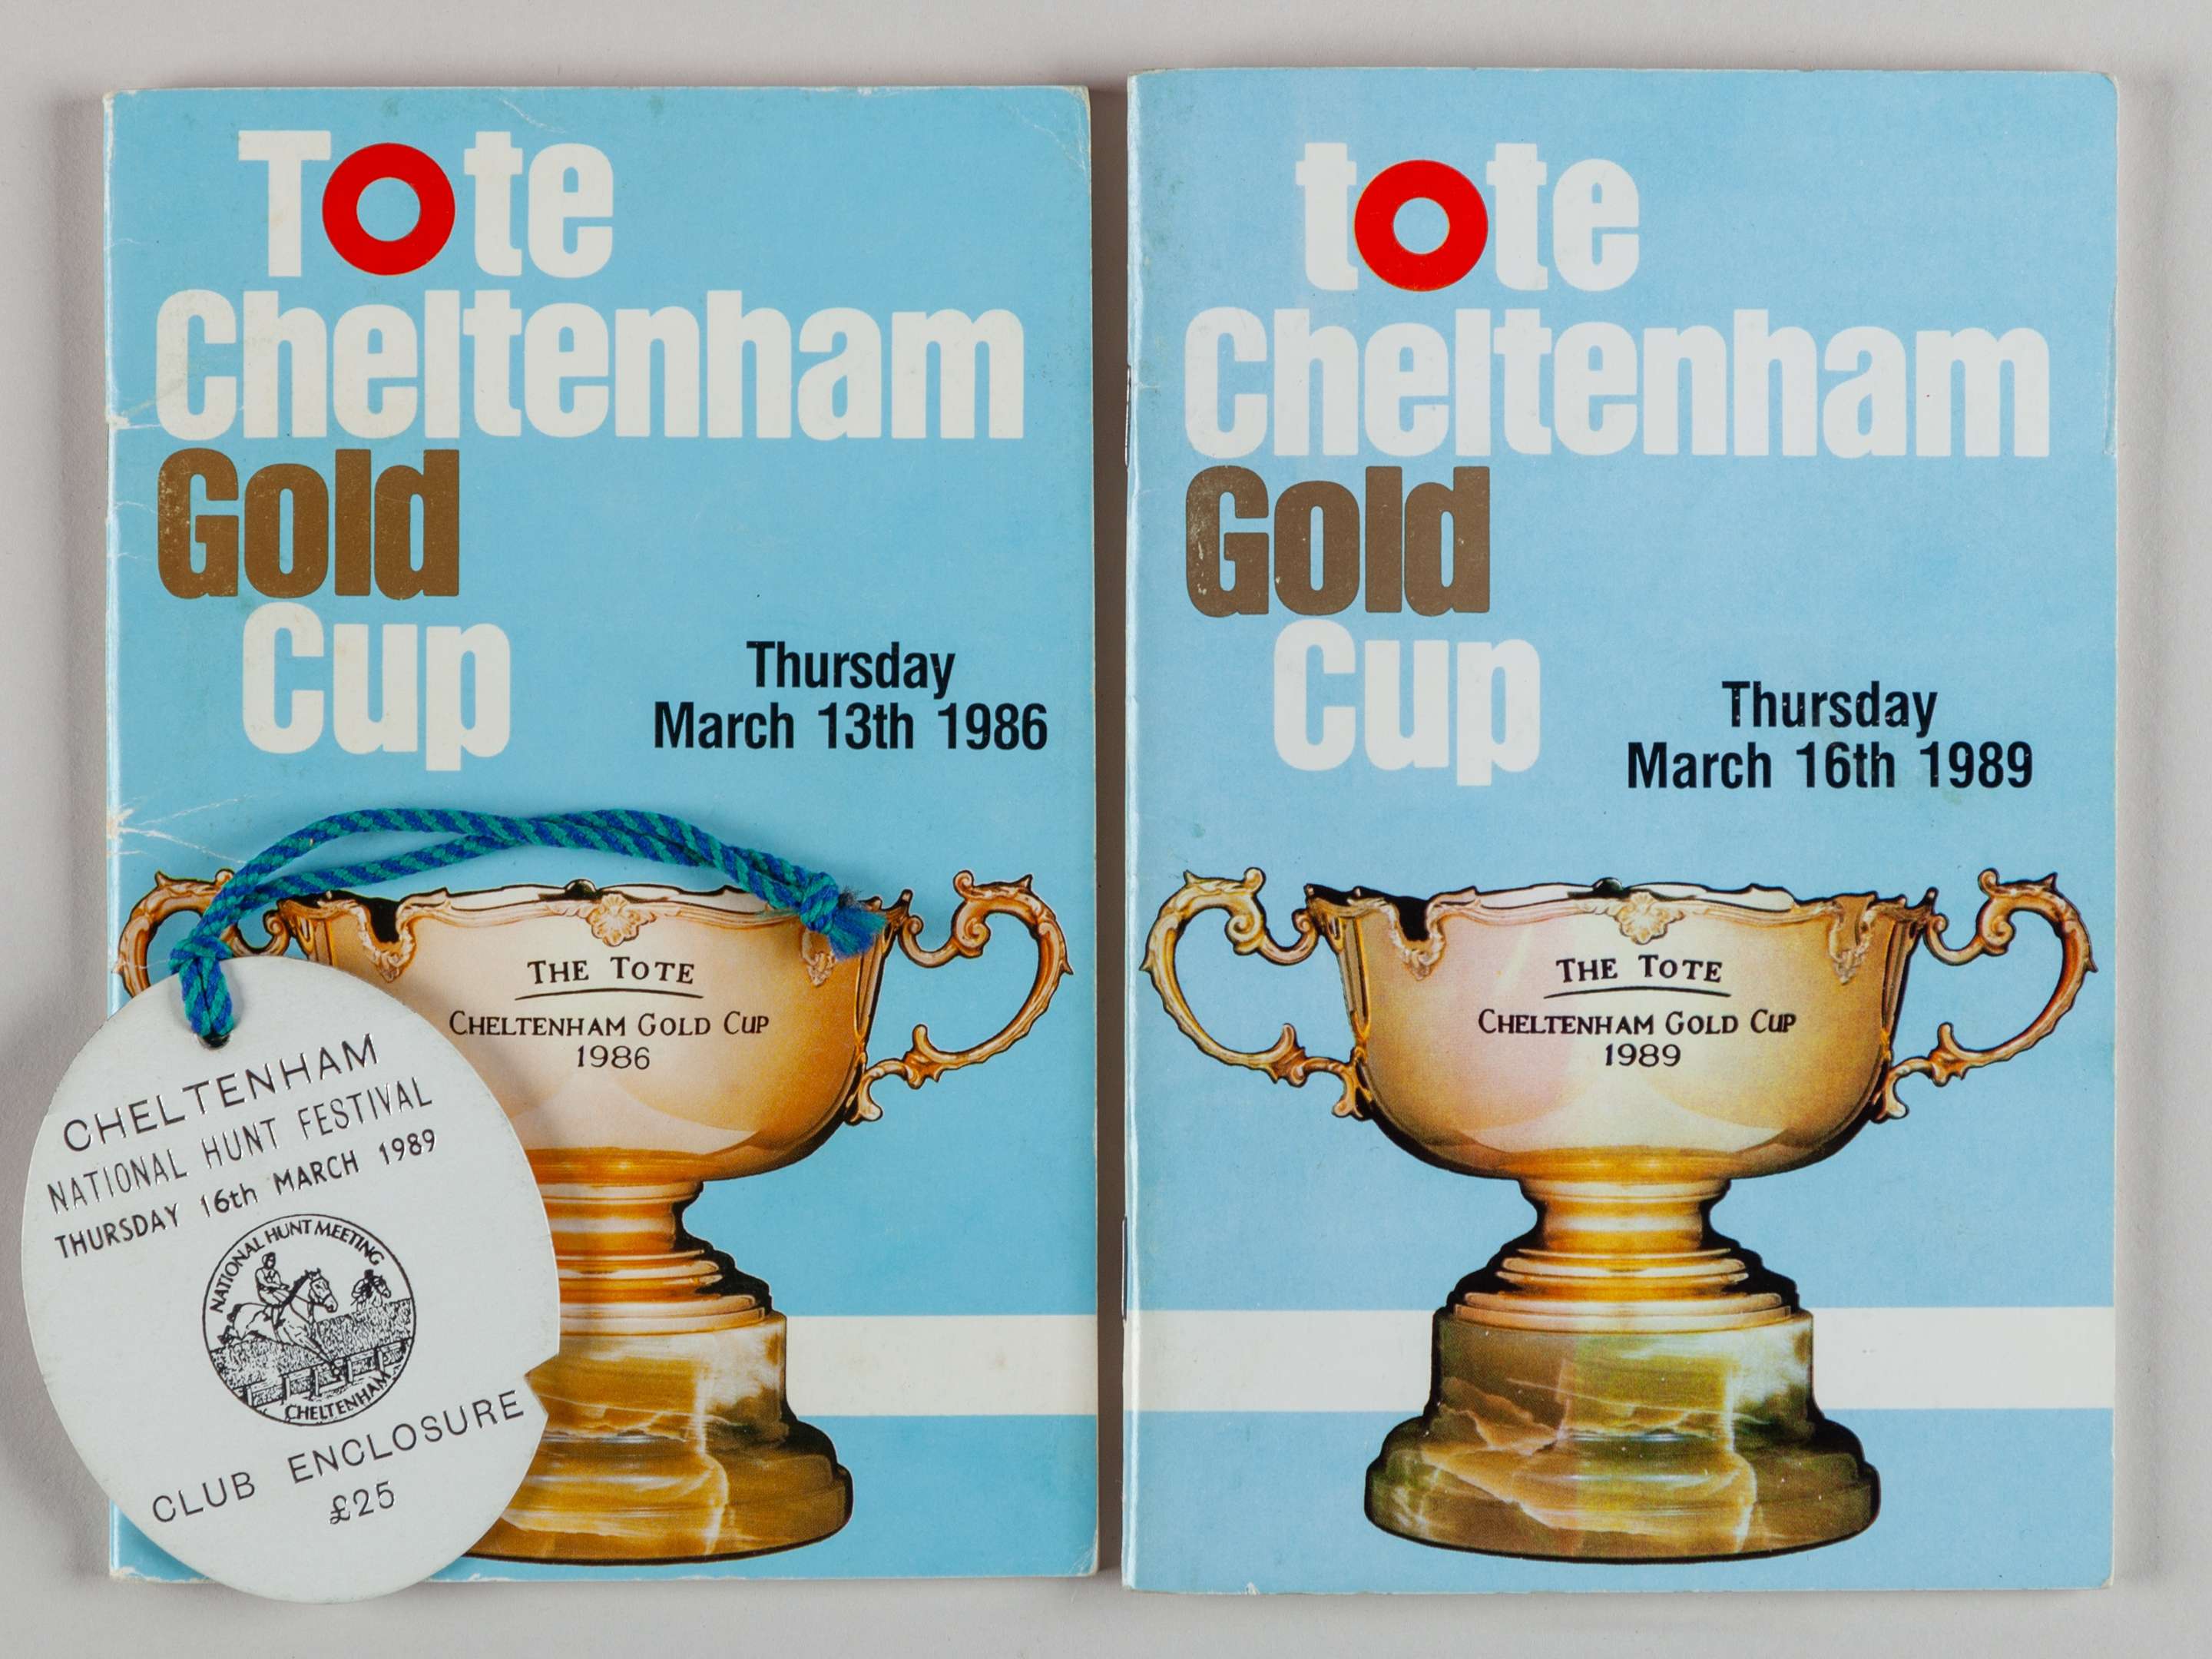 Tote
Cheltenham
Gold
Cup
Thursday
March 13th 1986
THE TOTE
CHELTENHAM GOLD CUP
1986
CHELTENHAM
NATIONAL HUNT FESTIVAL
THURSDAY 16th MARCH 1989
NATIONAL HUNT MEETING
CHELTENHAM
CLUB ENCLOSURE
£25
tote
Cheltenham
Gold
Cup
Thursday
March 16th 1989
THE TOTE
CHELTENHAM GOLD CUP
1989